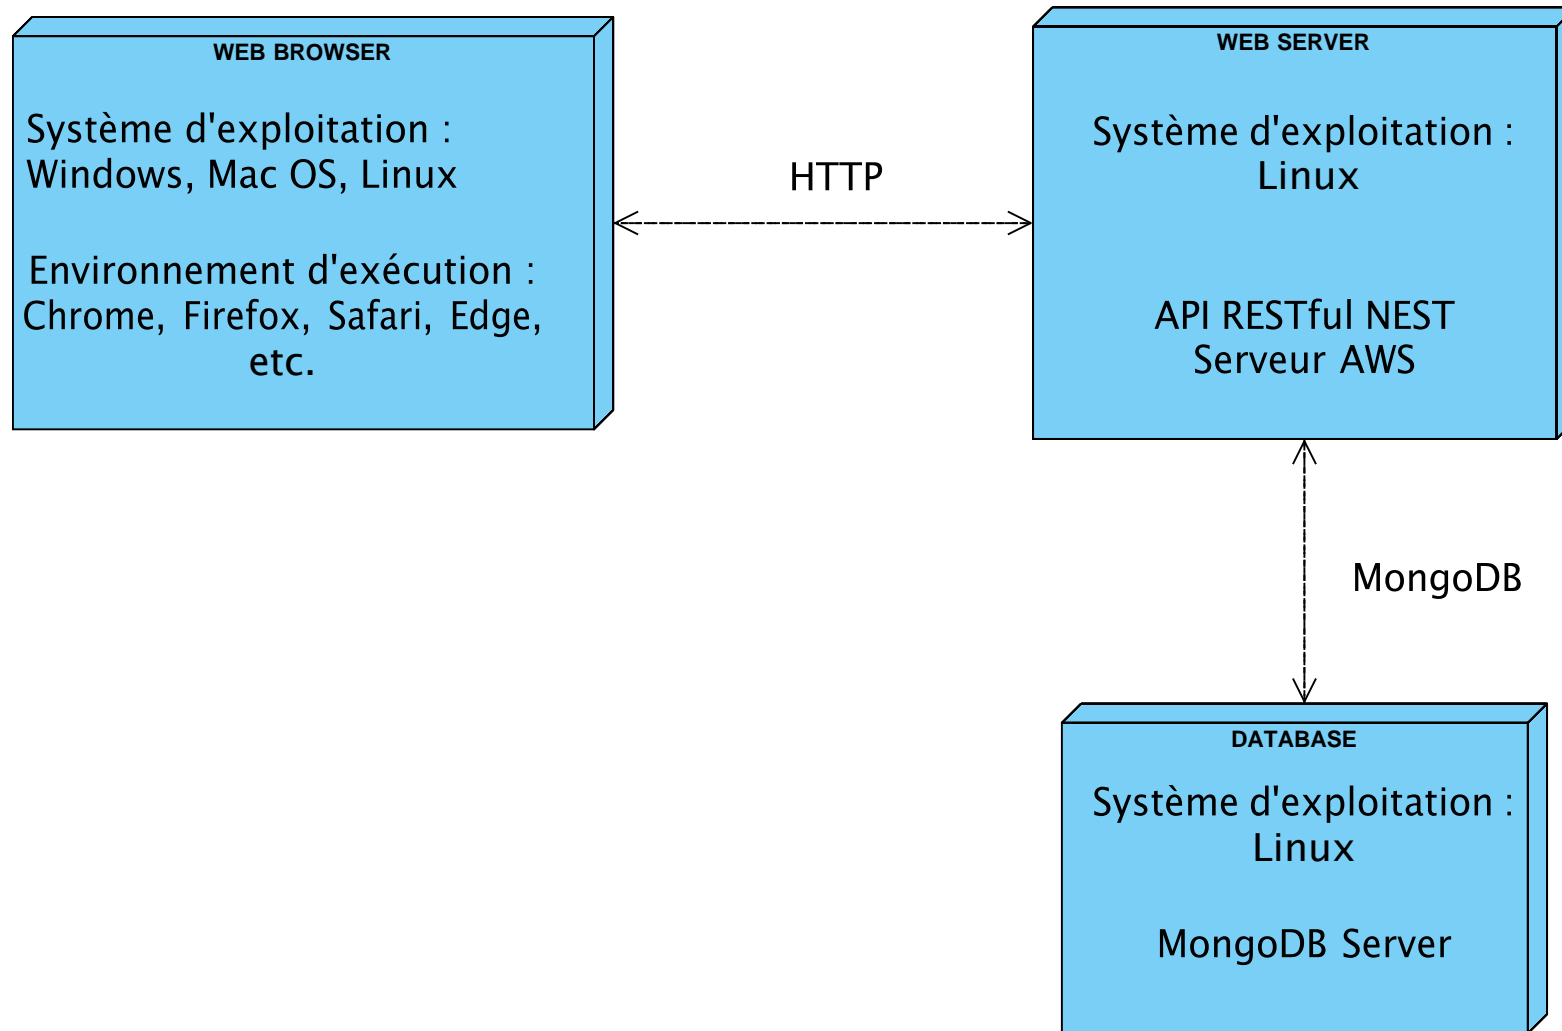 WEB BROWSER
Système d'exploitation :
Windows, Mac OS, Linux
Environnement d'exécution :
Chrome, Firefox, Safari, Edge,
etc.
HTTP
WEB SERVER
Système d'exploitation :
Linux
API RESTful NEST
Serveur AWS
MongoDB
DATABASE
Système d'exploitation :
Linux
MongoDB Server